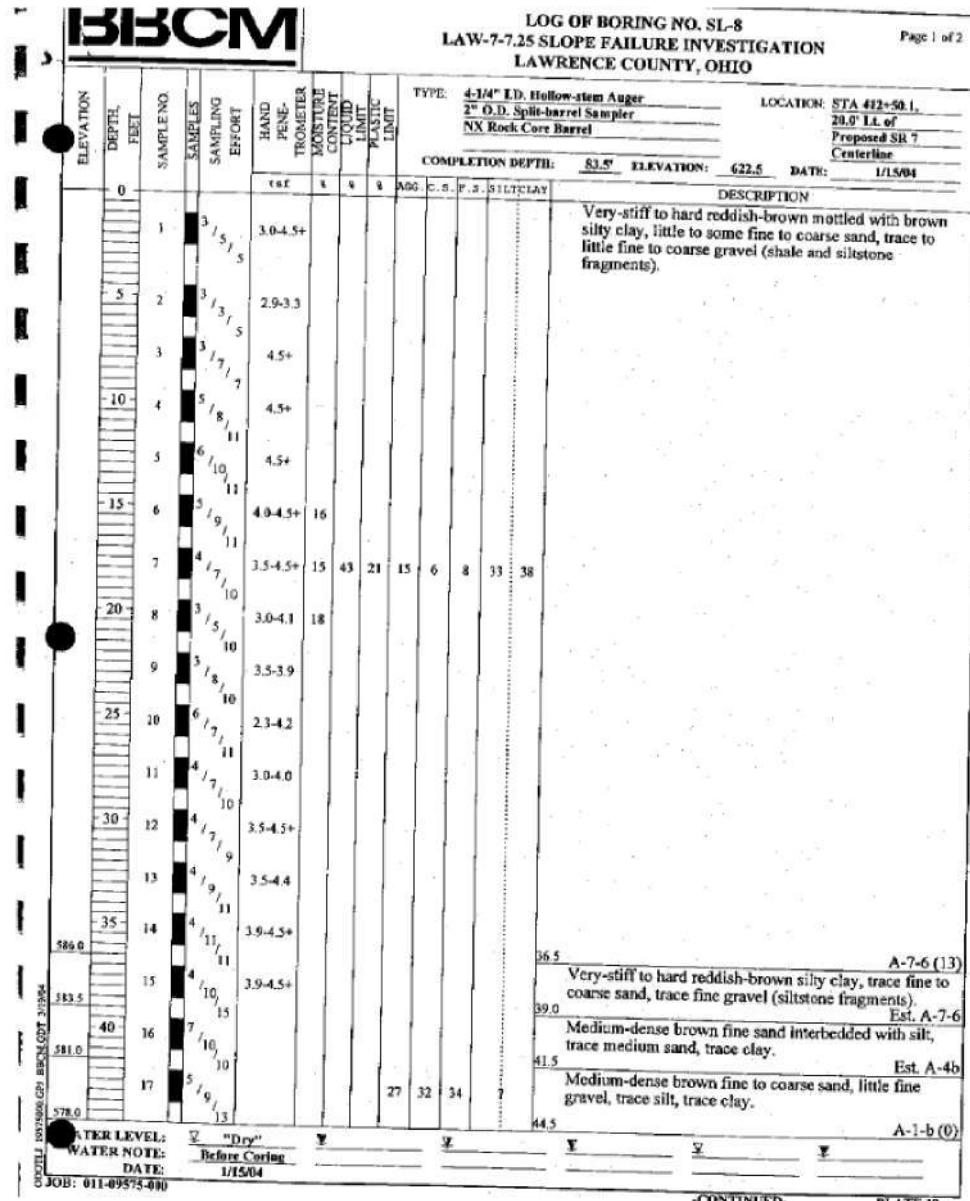 BBCM
LOG OF BORING NO. SL-8
LAW-7-7.25 SLOPE FAILURE INVESTIGATION
LAWRENCE COUNTY, OHIO
Page 1 of 2
TYPE: 4-1/4" I.D. Hollow-stem Auger
2" O.D. Split-barrel Sampler
NX Rock Core Barrel
LOCATION: STA 412+50.1,
20.0' Lt. of
Proposed SR 7
Centerline
COMPLETION DEPTH: 83.5' ELEVATION: 622.5 DATE: 1/15/04
ELEVATION
DEPTH, FEET
SAMPLE NO.
SAMPLES
SAMPLING EFFORT
HAND PENE-TROMETER
MOISTURE CONTENT
LIQUID LIMIT
PLASTIC LIMIT
tsf % % % AGG. C.S. F.S. SILT CLAY
DESCRIPTION
0
1 3/5/5 3.0-4.5+
Very-stiff to hard reddish-brown mottled with brown
silty clay, little to some fine to coarse sand, trace to
little fine to coarse gravel (shale and siltstone
fragments).
5 2 3/3/5 2.9-3.3
3 3/7/7 4.5+
10 4 5/8/11 4.5+
5 6/10/11 4.5+
15 6 5/9/11 4.0-4.5+ 16
7 4/7/10 3.5-4.5+ 15 43 21 15 6 8 33 38
20 8 3/5/10 3.0-4.1 18
9 /8/10 3.5-3.9
25 10 6/7/11 2.3-4.2
11 4/7/10 3.0-4.0
30 12 4/7/9 3.5-4.5+
13 4/9/11 3.5-4.4
35 14 4/11/11 3.9-4.5+
586.0 36.5 A-7-6 (13)
15 4/10/15 3.9-4.5+
Very-stiff to hard reddish-brown silty clay, trace fine to
coarse sand, trace fine gravel (siltstone fragments).
583.5 39.0 Est. A-7-6
40 16 7/10/10
Medium-dense brown fine sand interbedded with silt,
trace medium sand, trace clay.
581.0 41.5 Est. A-4b
17 5/9/13 27 32 34 7
Medium-dense brown fine to coarse sand, little fine
gravel, trace silt, trace clay.
578.0 44.5 A-1-b (0)
TER LEVEL: "Dry"
WATER NOTE: Before Coring
DATE: 1/15/04
JOB: 011-09575-000
-CONTINUED
BBCM.GDT 3/19/04